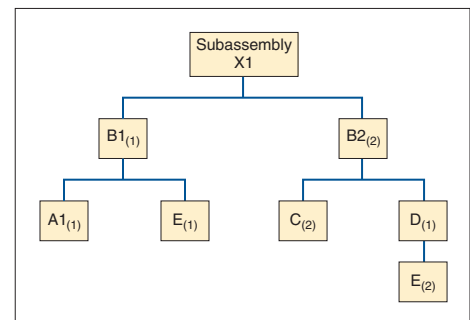 Subassembly
X1
B1(1)
B2(2)
A1(1)
E(1)
C(2)
D(1)
E(2)